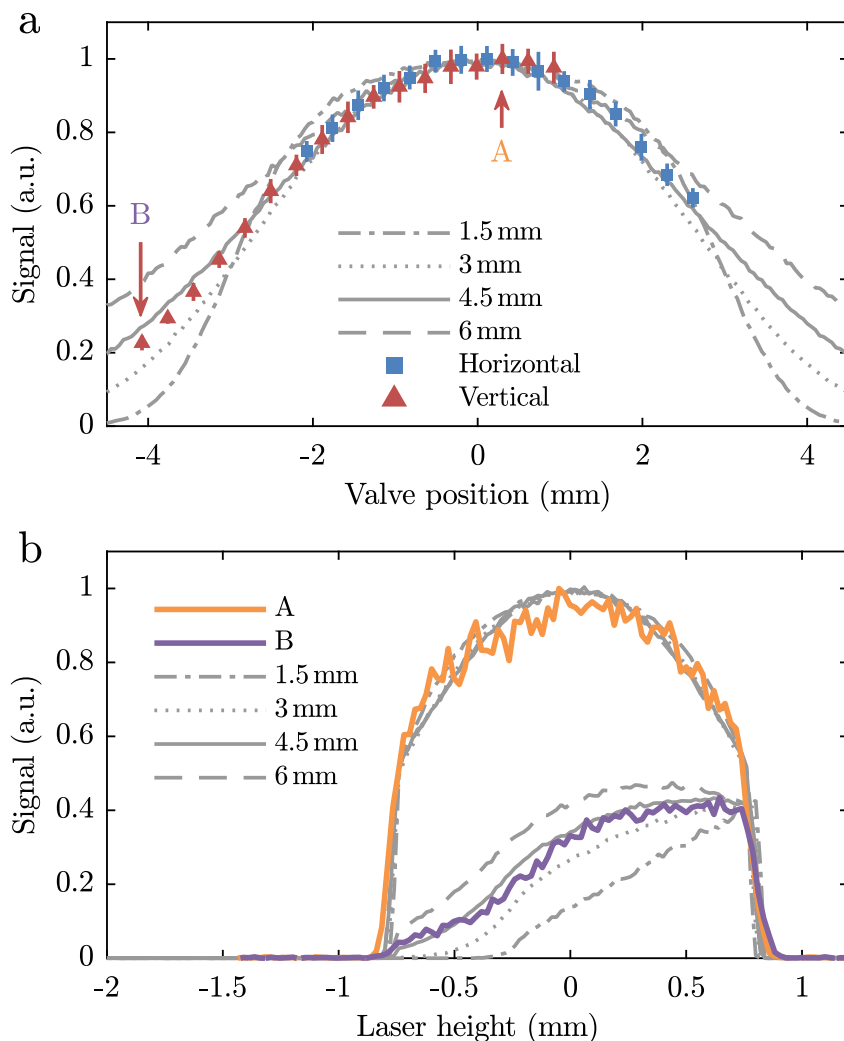 a
1
0.8
0.6
0.4
0.2
0
Signal (a.u.)
B
A
1.5 mm
3 mm
4.5 mm
6 mm
Horizontal
Vertical
-4 -2 0 2 4
Valve position (mm)
b
1
0.8
0.6
0.4
0.2
0
Signal (a.u.)
A
B
1.5 mm
3 mm
4.5 mm
6 mm
-2 -1.5 -1 -0.5 0 0.5 1
Laser height (mm)